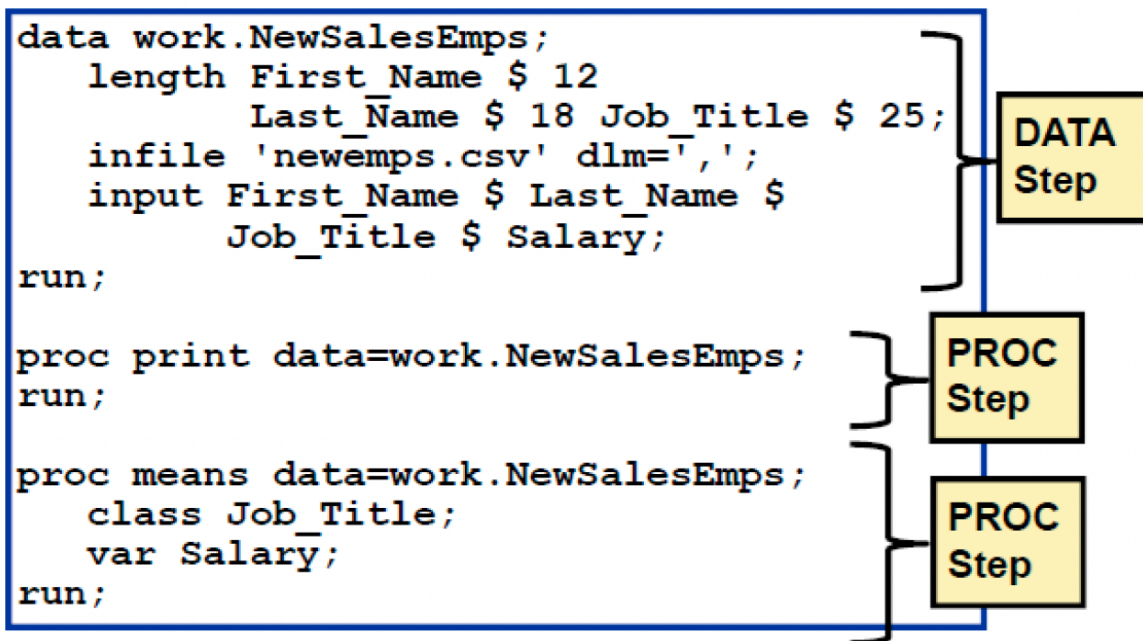 data work.NewSalesEmps;
length First_Name $ 12
Last_Name $ 18 Job_Title $ 25;
infile 'newemps.csv' dlm=',';
input First_Name $ Last_Name $
Job_Title $ Salary;
run;
DATA
Step
proc print data=work.NewSalesEmps;
run;
PROC
Step
proc means data=work.NewSalesEmps;
class Job_Title;
var Salary;
run;
PROC
Step